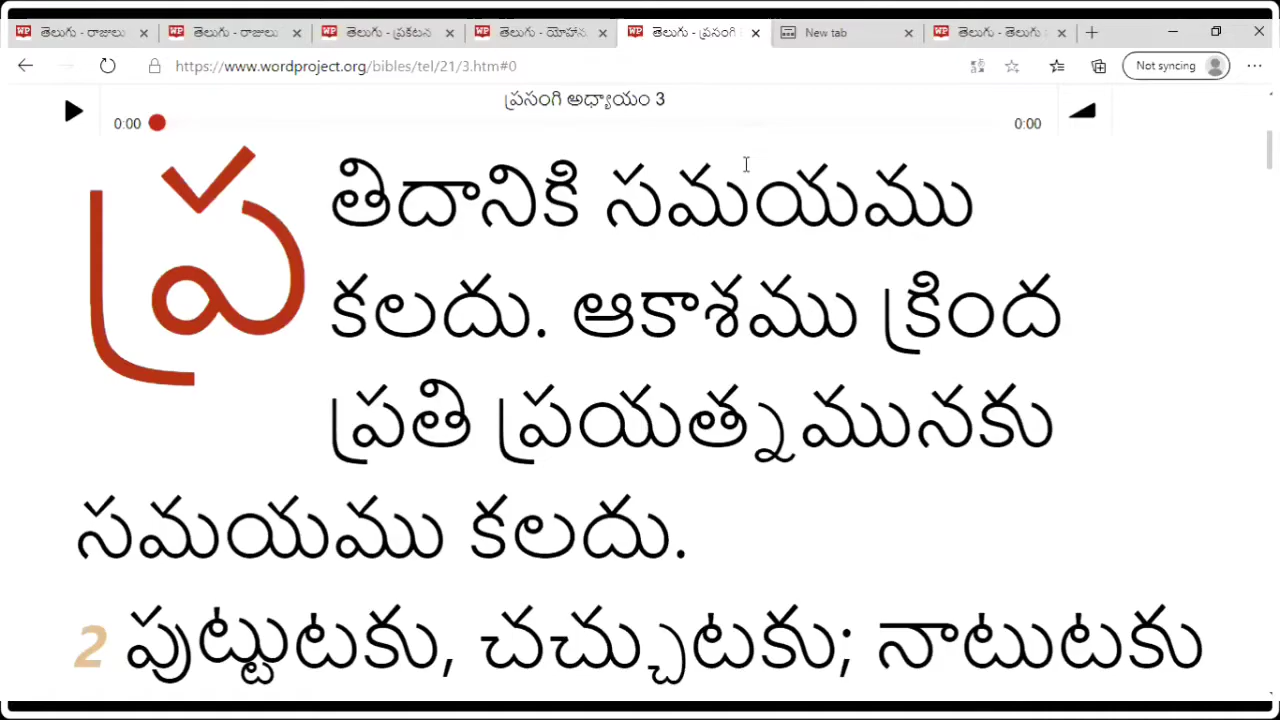 తెలుగు - రాజులు
తెలుగు - రాజులు
తెలుగు - ప్రకటన
తెలుగు - యోహాన
తెలుగు - ప్రసంగి
New tab
తెలుగు - తెలుగు
https://www.wordproject.org/bibles/tel/21/3.htm#0
Not syncing
ప్రసంగి అధ్యాయం 3
0:00
0:00
ప్రతిదానికి సమయము
కలదు. ఆకాశము క్రింద
ప్రతి ప్రయత్నమునకు
సమయము కలదు.
2 పుట్టుటకు, చచ్చుటకు; నాటుటకు